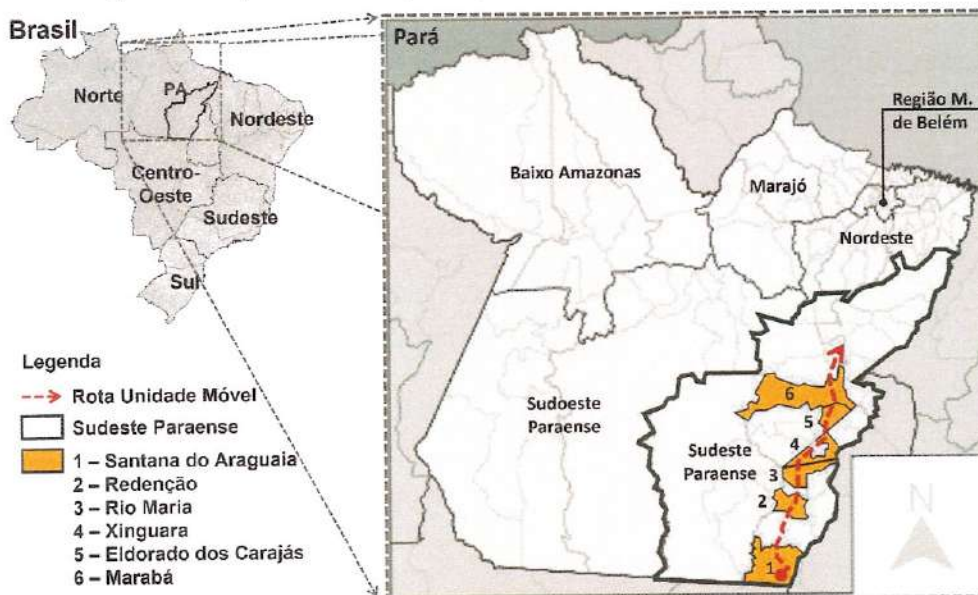 Brasil
Norte
PA
Nordeste
Centro-
Oeste
Sudeste
Sul
Legenda
Rota Unidade Móvel
Sudeste Paraense
1 – Santana do Araguaia
2 – Redenção
3 – Rio Maria
4 – Xinguara
5 – Eldorado dos Carajás
6 – Marabá
Pará
Região M.
de Belém
Baixo Amazonas
Marajó
Nordeste
Sudoeste
Paraense
Sudeste
Paraense
6
5
4
3
2
1
N